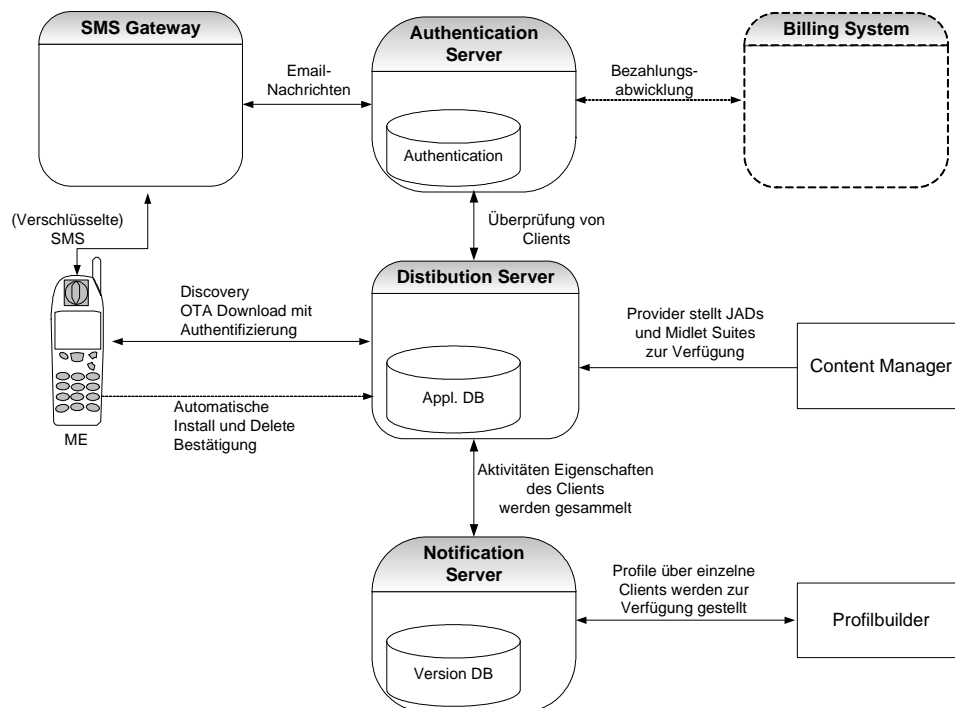 SMS Gateway
Authentication
Server
Billing System
Email-
Nachrichten
Bezahlungs-
abwicklung
Authentication
(Verschlüsselte)
SMS
Überprüfung von
Clients
Distibution Server
Discovery
OTA Download mit
Authentifizierung
Provider stellt JADs
und Midlet Suites
zur Verfügung
Content Manager
Appl. DB
Automatische
Install und Delete
Bestätigung
ME
Aktivitäten Eigenschaften
des Clients
werden gesammelt
Notification
Server
Profile über einzelne
Clients werden zur
Verfügung gestellt
Profilbuilder
Version DB